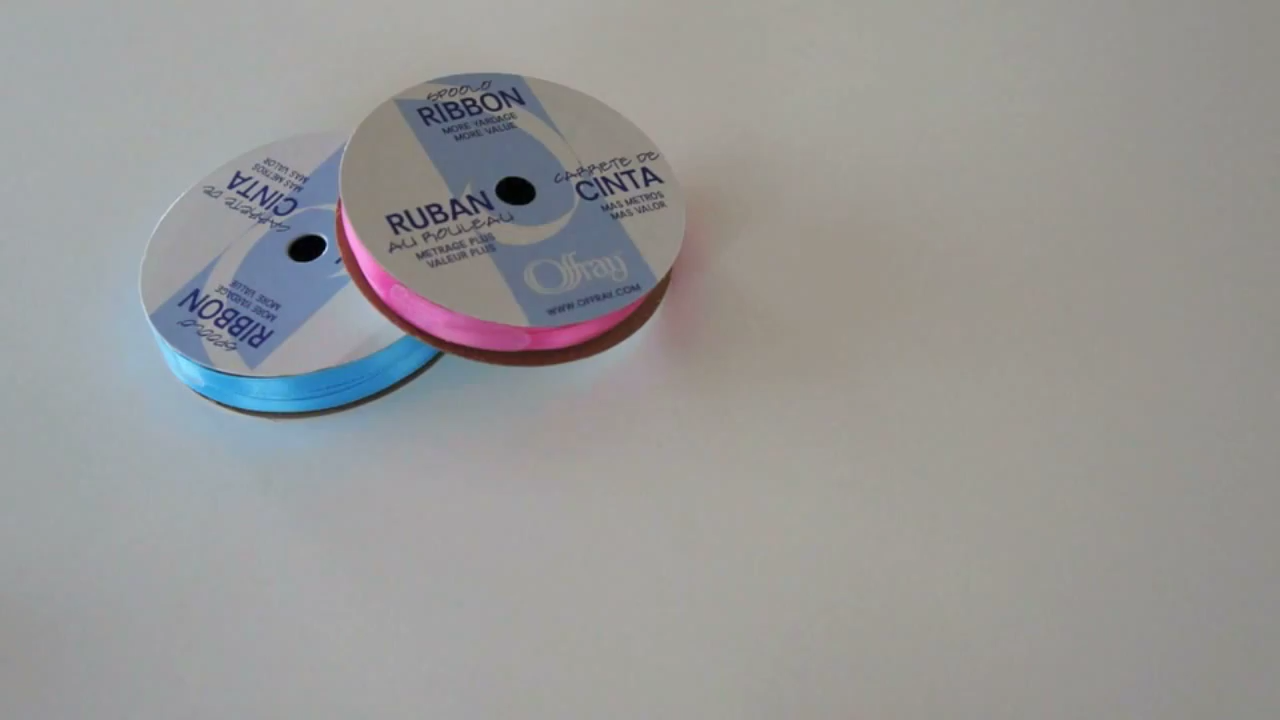 SPOOLO
RIBBON
MORE YARDAGE
MORE VALUE
CARRETE DE
CINTA
MAS METROS
MAS VALOR
RUBAN
AU ROULEAU
METRAGE PLUS
VALEUR PLUS
Offray
WWW.OFFRAY.COM
CARRETE DE
CINTA
MAS METROS
MAS VALOR
SPOOLO
RIBBON
MORE YARDAGE
MORE VALUE